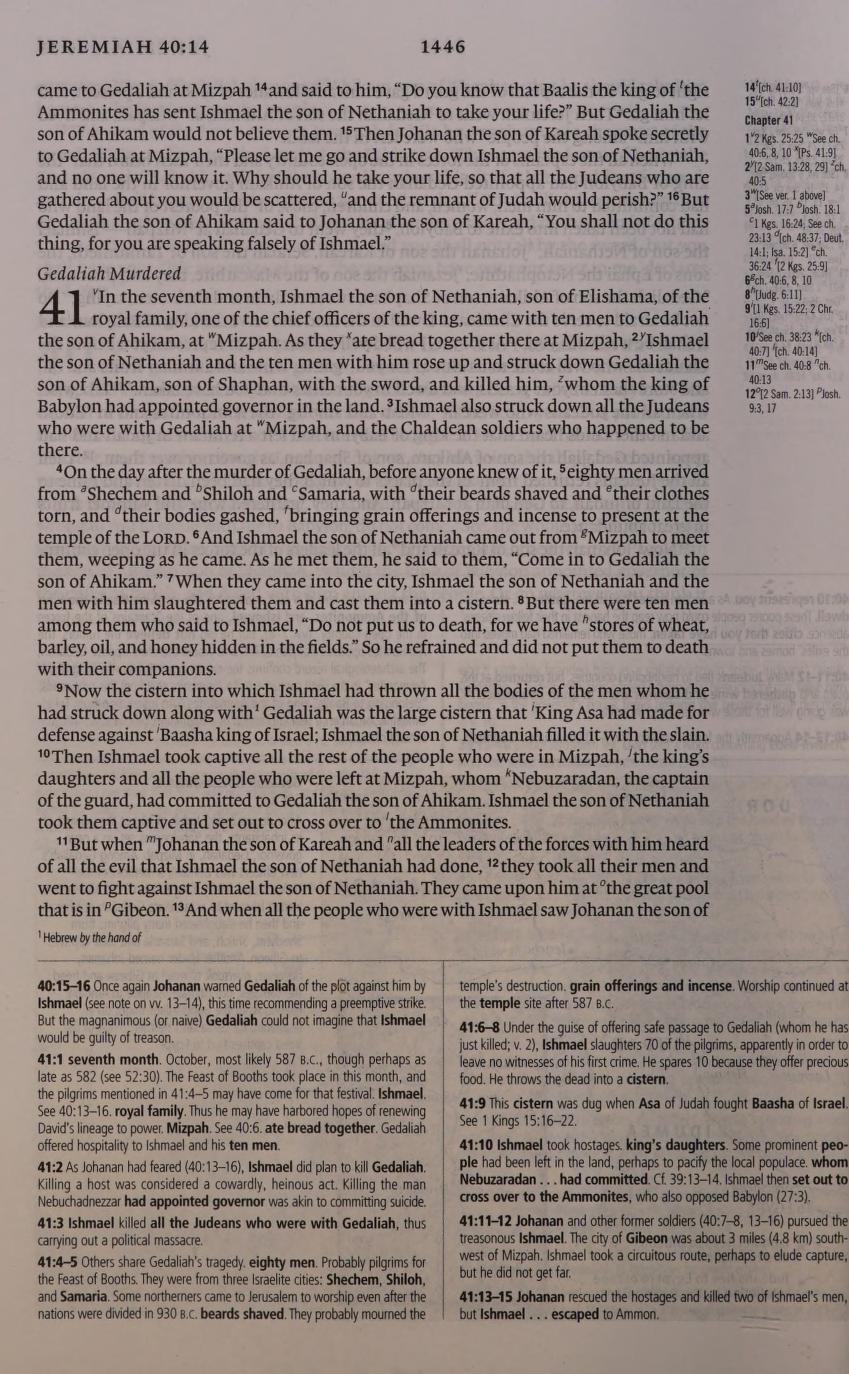 JEREMIAH 40:14
1446
came to Gedaliah at Mizpah 14 and said to him, “Do you know that Baalis the king of tthe
Ammonites has sent Ishmael the son of Nethaniah to take your life?” But Gedaliah the
son of Ahikam would not believe them. 15 Then Johanan the son of Kareah spoke secretly
to Gedaliah at Mizpah, “Please let me go and strike down Ishmael the son of Nethaniah,
and no one will know it. Why should he take your life, so that all the Judeans who are
gathered about you would be scattered, uand the remnant of Judah would perish?” 16 But
Gedaliah the son of Ahikam said to Johanan the son of Kareah, “You shall not do this
thing, for you are speaking falsely of Ishmael.”
Gedaliah Murdered
41 vIn the seventh month, Ishmael the son of Nethaniah, son of Elishama, of the
royal family, one of the chief officers of the king, came with ten men to Gedaliah
the son of Ahikam, at wMizpah. As they xate bread together there at Mizpah, 2 yIshmael
the son of Nethaniah and the ten men with him rose up and struck down Gedaliah the
son of Ahikam, son of Shaphan, with the sword, and killed him, zwhom the king of
Babylon had appointed governor in the land. 3 Ishmael also struck down all the Judeans
who were with Gedaliah at wMizpah, and the Chaldean soldiers who happened to be
there.
4 On the day after the murder of Gedaliah, before anyone knew of it, 5 eighty men arrived
from aShechem and bShiloh and cSamaria, with dtheir beards shaved and etheir clothes
torn, and dtheir bodies gashed, fbringing grain offerings and incense to present at the
temple of the LORD. 6 And Ishmael the son of Nethaniah came out from gMizpah to meet
them, weeping as he came. As he met them, he said to them, “Come in to Gedaliah the
son of Ahikam.” 7 When they came into the city, Ishmael the son of Nethaniah and the
men with him slaughtered them and cast them into a cistern. 8 But there were ten men
among them who said to Ishmael, “Do not put us to death, for we have hstores of wheat,
barley, oil, and honey hidden in the fields.” So he refrained and did not put them to death
with their companions.
9 Now the cistern into which Ishmael had thrown all the bodies of the men whom he
had struck down along with1 Gedaliah was the large cistern that iKing Asa had made for
defense against iBaasha king of Israel; Ishmael the son of Nethaniah filled it with the slain.
10 Then Ishmael took captive all the rest of the people who were in Mizpah, jthe king’s
daughters and all the people who were left at Mizpah, whom kNebuzaradan, the captain
of the guard, had committed to Gedaliah the son of Ahikam. Ishmael the son of Nethaniah
took them captive and set out to cross over to lthe Ammonites.
11 But when mJohanan the son of Kareah and nall the leaders of the forces with him heard
of all the evil that Ishmael the son of Nethaniah had done, 12 they took all their men and
went to fight against Ishmael the son of Nethaniah. They came upon him at othe great pool
that is in pGibeon. 13 And when all the people who were with Ishmael saw Johanan the son of
1 Hebrew by the hand of
14 t[ch. 41:10]
15 u[ch. 42:2]
Chapter 41
1 v2 Kgs. 25:25 wSee ch.
40:6, 8, 10 x[Ps. 41:9]
2 y[2 Sam. 13:28, 29] zch.
40:5
3 w[See ver. 1 above]
5 aJosh. 17:7 bJosh. 18:1
c1 Kgs. 16:24; See ch.
23:13 d[ch. 48:37; Deut.
14:1; Isa. 15:2] ech.
36:24 f[2 Kgs. 25:9]
6 gch. 40:6, 8, 10
8 h[Judg. 6:11]
9 i[1 Kgs. 15:22; 2 Chr.
16:6]
10 jSee ch. 38:23 k[ch.
40:7] l[ch. 40:14]
11 mSee ch. 40:8 nch.
40:13
12 o[2 Sam. 2:13] pJosh.
9:3, 17
40:15–16 Once again Johanan warned Gedaliah of the plot against him by
Ishmael (see note on vv. 13–14), this time recommending a preemptive strike.
But the magnanimous (or naive) Gedaliah could not imagine that Ishmael
would be guilty of treason.
41:1 seventh month. October, most likely 587 B.C., though perhaps as
late as 582 (see 52:30). The Feast of Booths took place in this month, and
the pilgrims mentioned in 41:4–5 may have come for that festival. Ishmael.
See 40:13–16. royal family. Thus he may have harbored hopes of renewing
David’s lineage to power. Mizpah. See 40:6. ate bread together. Gedaliah
offered hospitality to Ishmael and his ten men.
41:2 As Johanan had feared (40:13–16), Ishmael did plan to kill Gedaliah.
Killing a host was considered a cowardly, heinous act. Killing the man
Nebuchadnezzar had appointed governor was akin to committing suicide.
41:3 Ishmael killed all the Judeans who were with Gedaliah, thus
carrying out a political massacre.
41:4–5 Others share Gedaliah’s tragedy. eighty men. Probably pilgrims for
the Feast of Booths. They were from three Israelite cities: Shechem, Shiloh,
and Samaria. Some northerners came to Jerusalem to worship even after the
nations were divided in 930 B.C. beards shaved. They probably mourned the
temple’s destruction. grain offerings and incense. Worship continued at
the temple site after 587 B.C.
41:6–8 Under the guise of offering safe passage to Gedaliah (whom he has
just killed; v. 2), Ishmael slaughters 70 of the pilgrims, apparently in order to
leave no witnesses of his first crime. He spares 10 because they offer precious
food. He throws the dead into a cistern.
41:9 This cistern was dug when Asa of Judah fought Baasha of Israel.
See 1 Kings 15:16–22.
41:10 Ishmael took hostages. king’s daughters. Some prominent peo-
ple had been left in the land, perhaps to pacify the local populace. whom
Nebuzaradan . . . had committed. Cf. 39:13–14. Ishmael then set out to
cross over to the Ammonites, who also opposed Babylon (27:3).
41:11–12 Johanan and other former soldiers (40:7–8, 13–16) pursued the
treasonous Ishmael. The city of Gibeon was about 3 miles (4.8 km) south-
west of Mizpah. Ishmael took a circuitous route, perhaps to elude capture,
but he did not get far.
41:13–15 Johanan rescued the hostages and killed two of Ishmael’s men,
but Ishmael . . . escaped to Ammon.